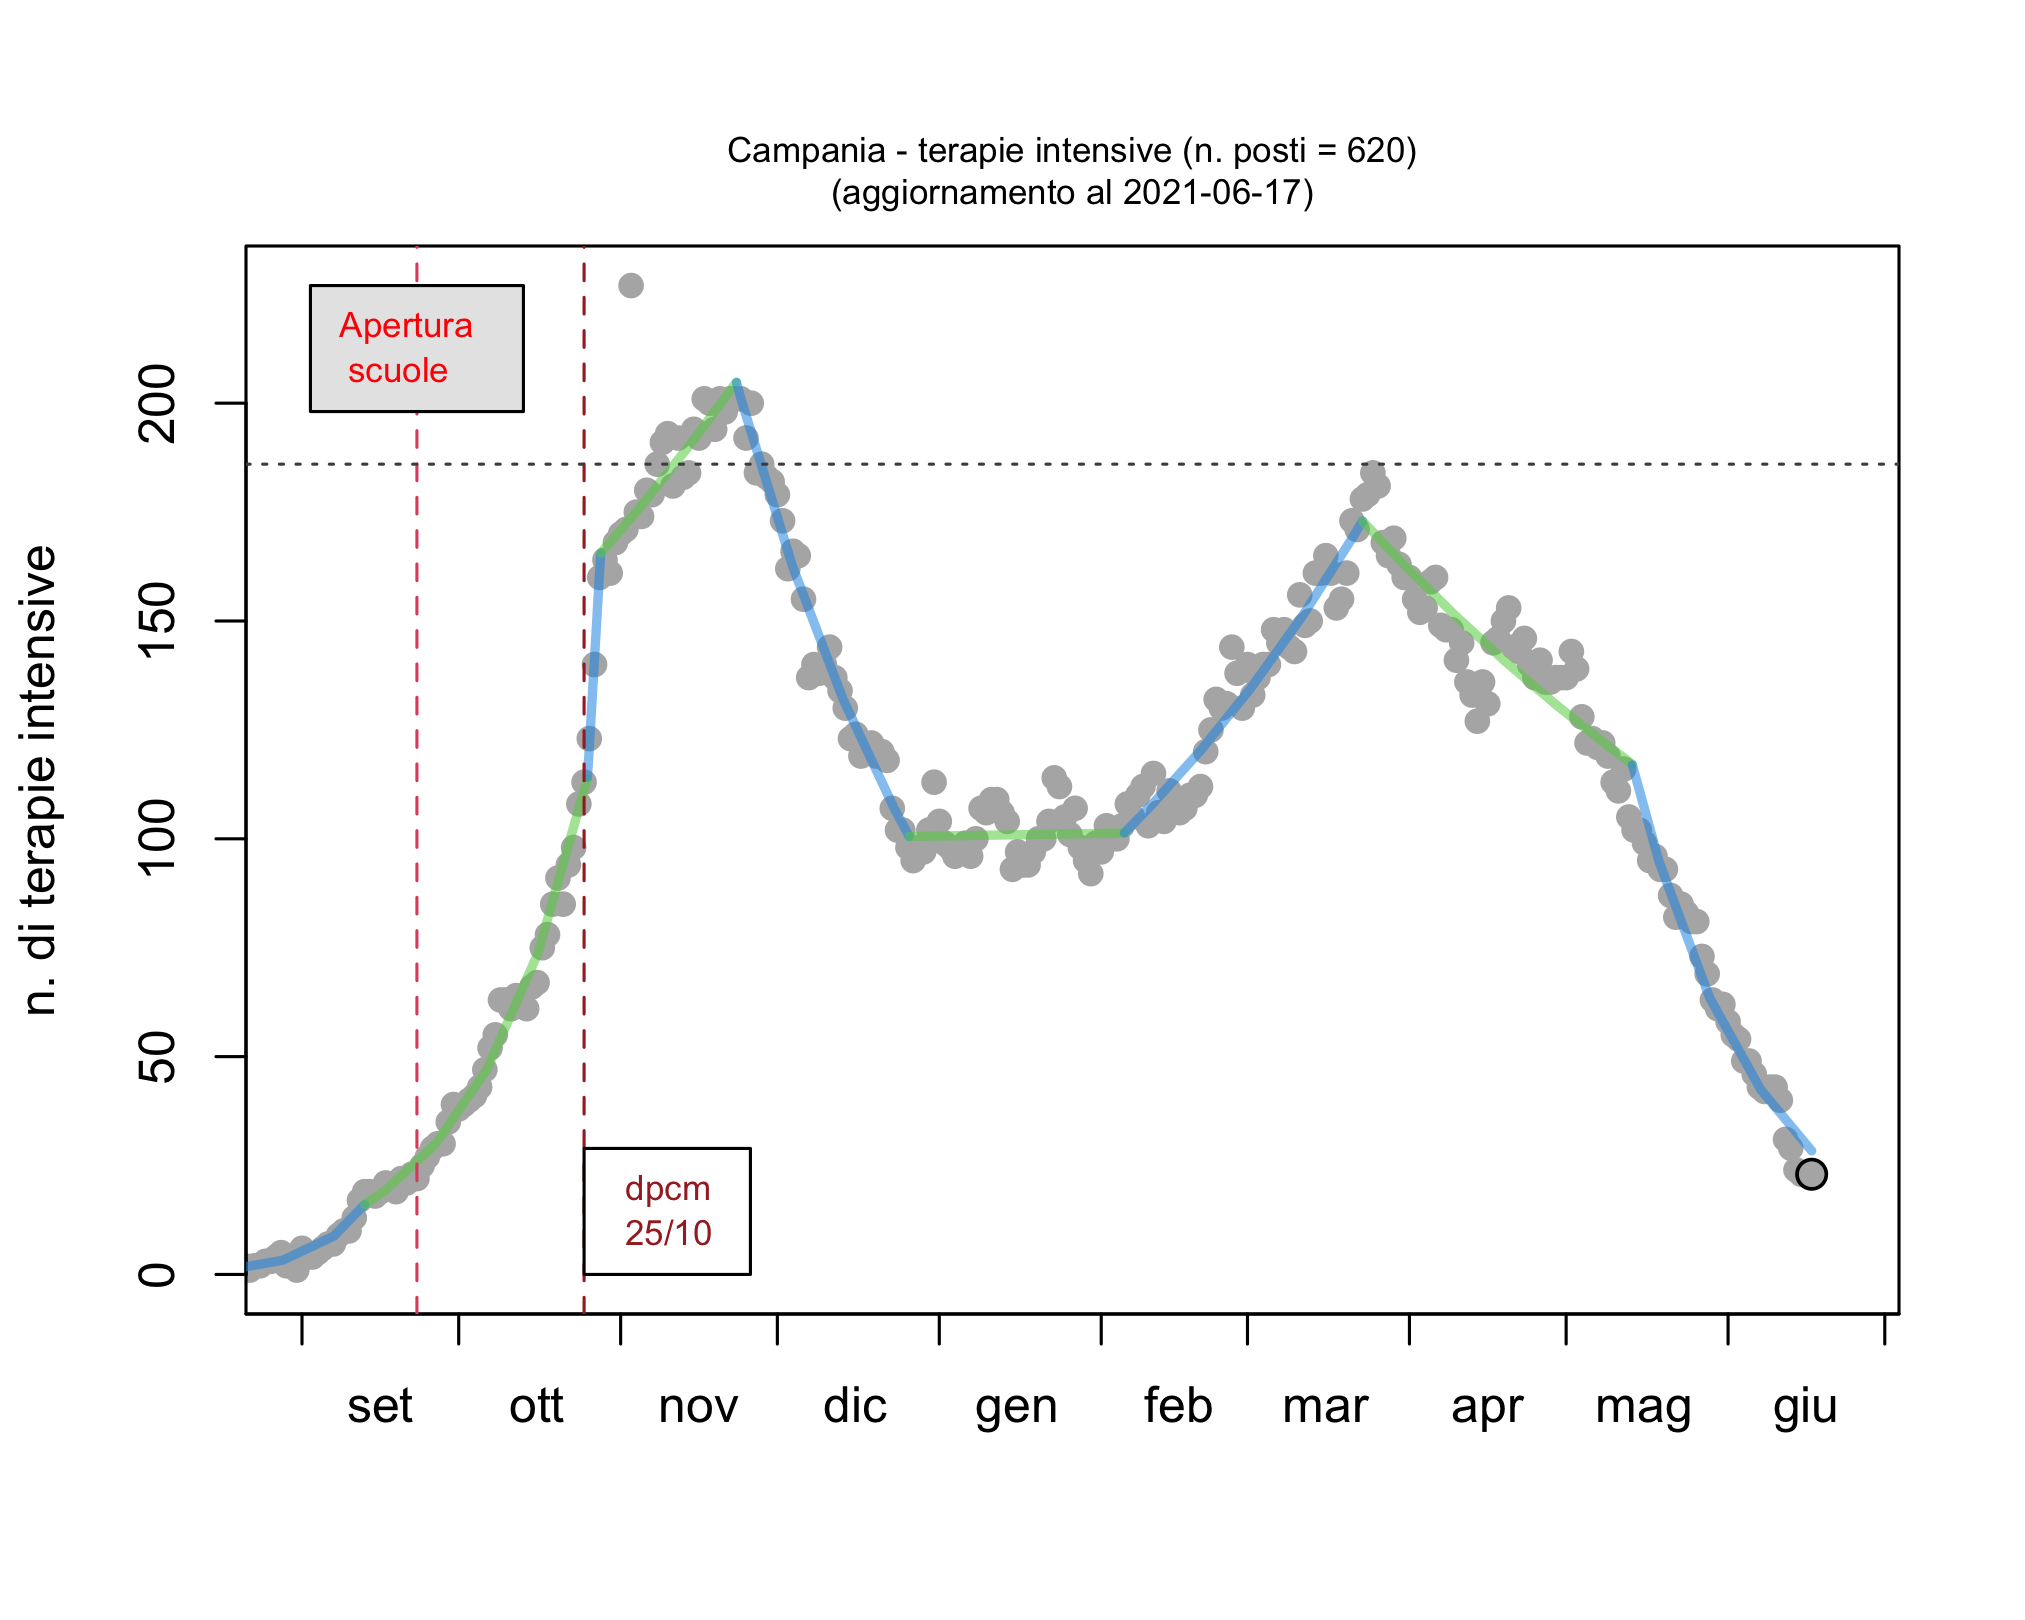 Campania - terapie intensive (n. posti = 620)
(aggiornamento al 2021-06-17)
n. di terapie intensive
200
150
100
50
0
Apertura
scuole
dpcm
25/10
set ott nov dic gen feb mar apr mag giu